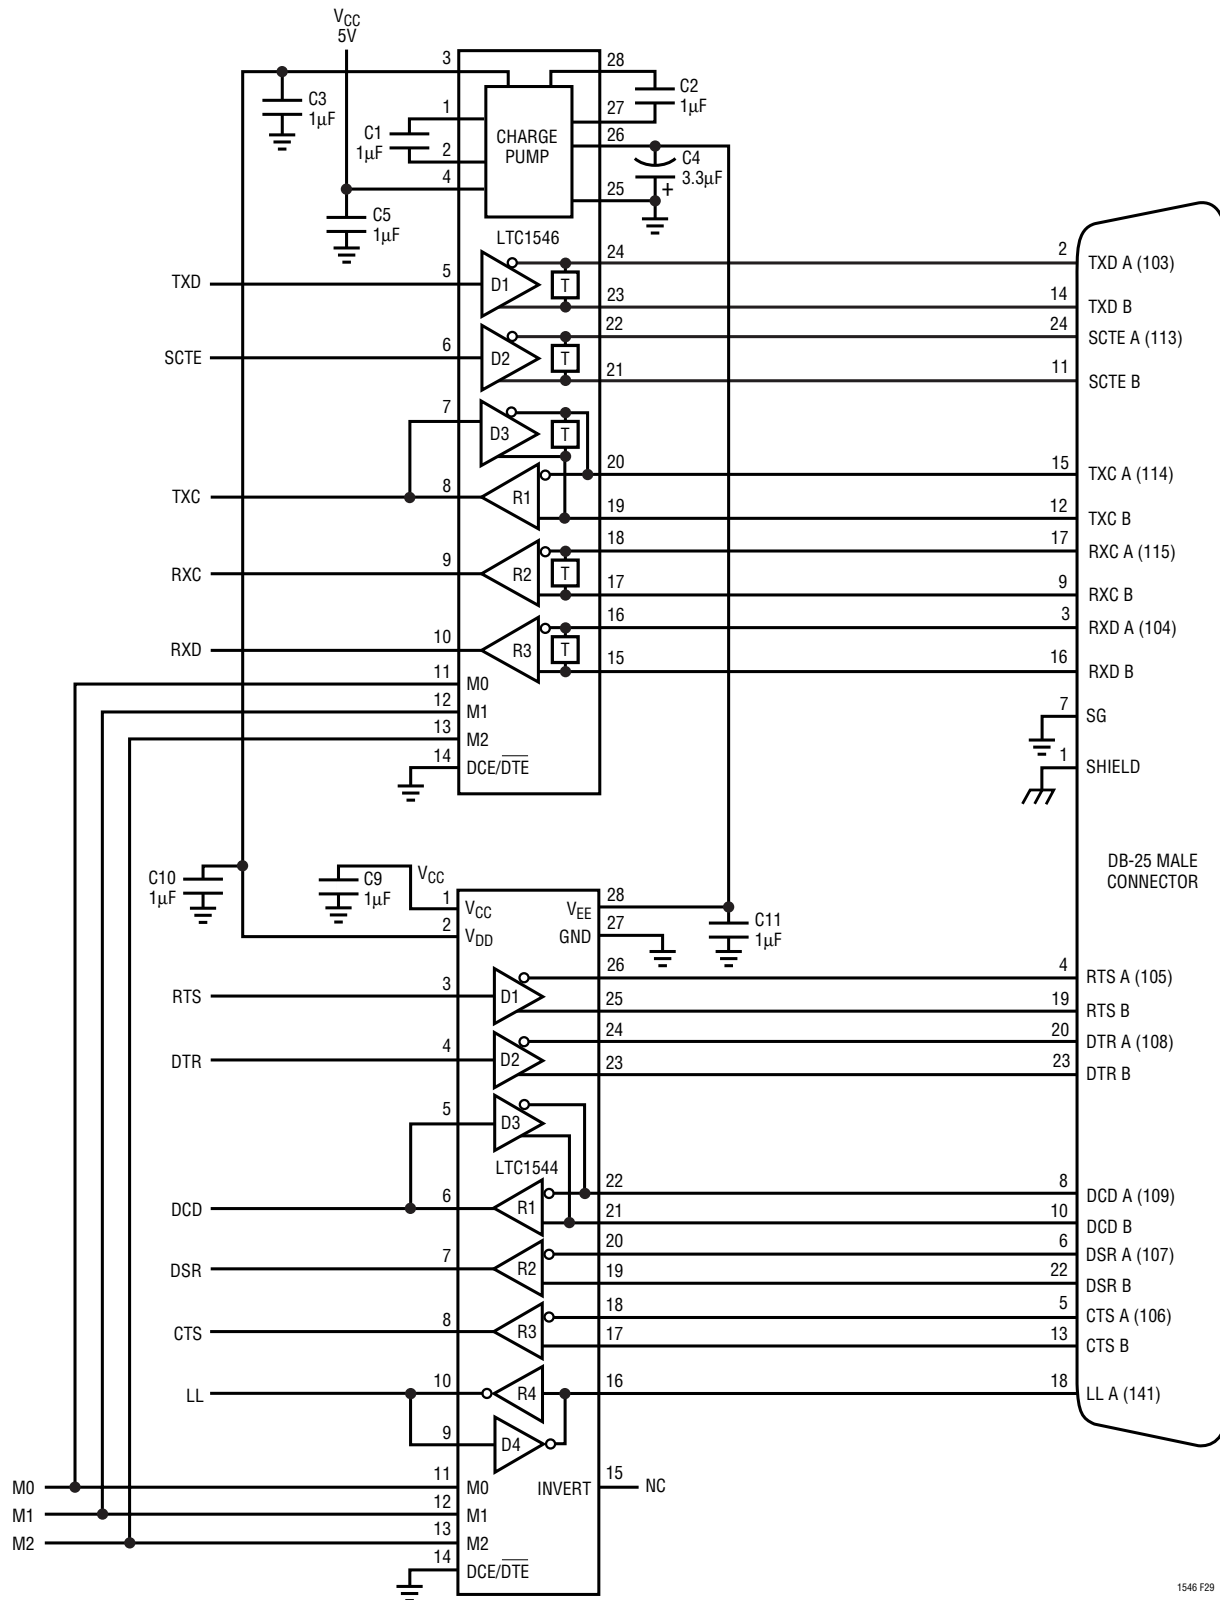 VCC
5V
3
28
C3
1µF
C2
1µF
1
27
C1
1µF
CHARGE
PUMP
26
2
C4
3.3µF
4
+
25
C5
1µF
LTC1546
24
2
TXD A (103)
TXD
5
D1
T
23
14
TXD B
22
24
SCTE A (113)
SCTE
6
D2
T
21
11
SCTE B
7
D3
T
20
15
TXC A (114)
TXC
8
R1
19
12
TXC B
18
17
RXC A (115)
RXC
9
R2
T
17
9
RXC B
16
3
RXD A (104)
RXD
10
R3
T
15
16
RXD B
11
M0
12
M1
7
SG
13
M2
14
DCE/DTE
1
SHIELD
DB-25 MALE
CONNECTOR
C10
1µF
C9
1µF
VCC
1
VCC
VEE
28
2
VDD
GND
27
C11
1µF
26
4
RTS A (105)
RTS
3
D1
25
19
RTS B
24
20
DTR A (108)
DTR
4
D2
23
23
DTR B
5
D3
LTC1544
22
8
DCD A (109)
DCD
6
R1
21
10
DCD B
20
6
DSR A (107)
DSR
7
R2
19
22
DSR B
18
5
CTS A (106)
CTS
8
R3
17
13
CTS B
LL
10
R4
16
18
LL A (141)
9
D4
M0
11
M0
INVERT
15
NC
M1
12
M1
M2
13
M2
14
DCE/DTE
1546 F29